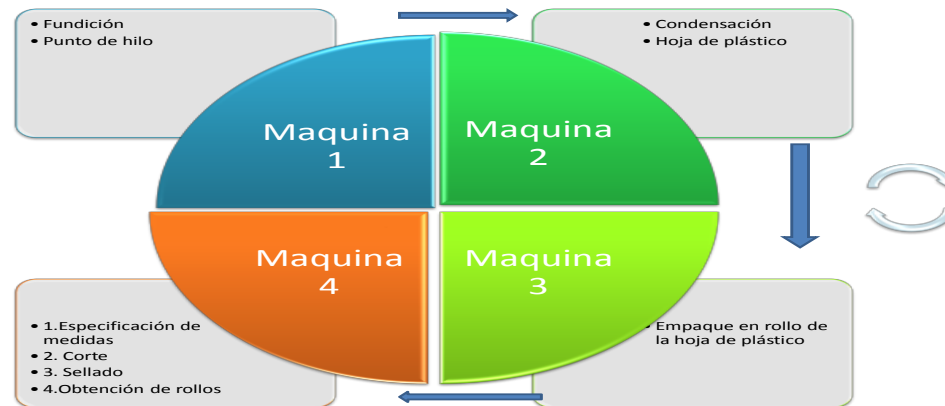 • Fundición
• Punto de hilo
• Condensación
• Hoja de plástico
Maquina
1
Maquina
2
Maquina
4
Maquina
3
• 1.Especificación de
medidas
• 2. Corte
• 3. Sellado
• 4.Obtención de rollos
• Empaque en rollo de
la hoja de plástico